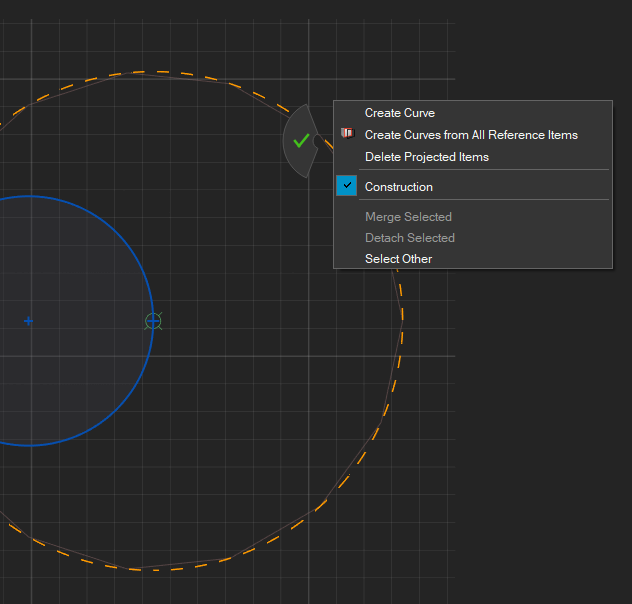 Create Curve
Create Curves from All Reference Items
Delete Projected Items
Construction
Merge Selected
Detach Selected
Select Other